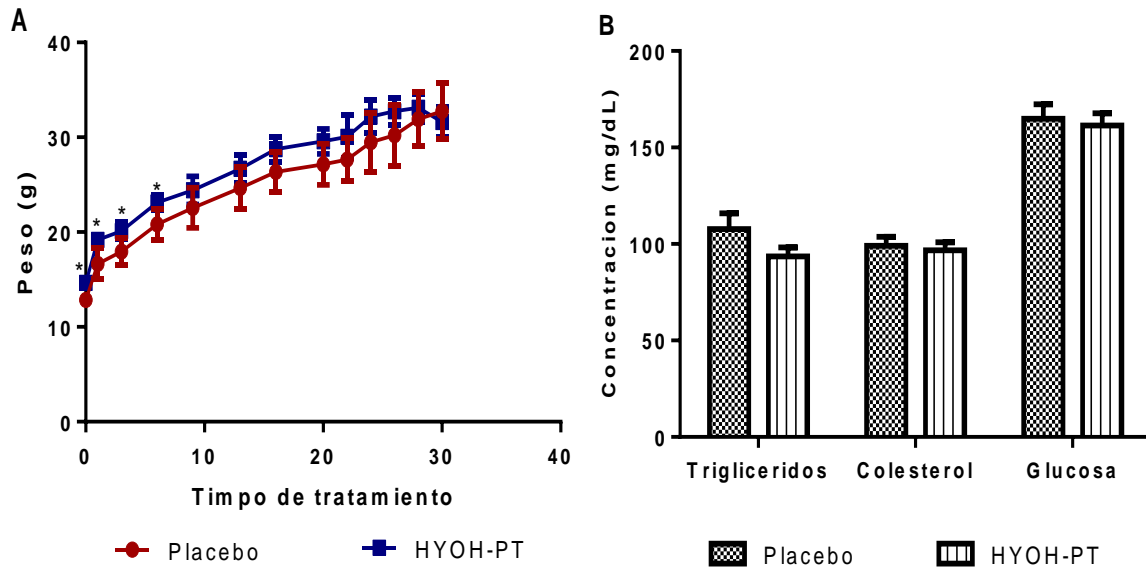 A
Peso (g)
40
30
20
10
0
*
*
*
*
0 10 20 30 40
Timpo de tratamiento
Placebo HYOH-PT
B
Concentracion (mg/dL)
200
150
100
50
0
Trigliceridos Colesterol Glucosa
Placebo HYOH-PT